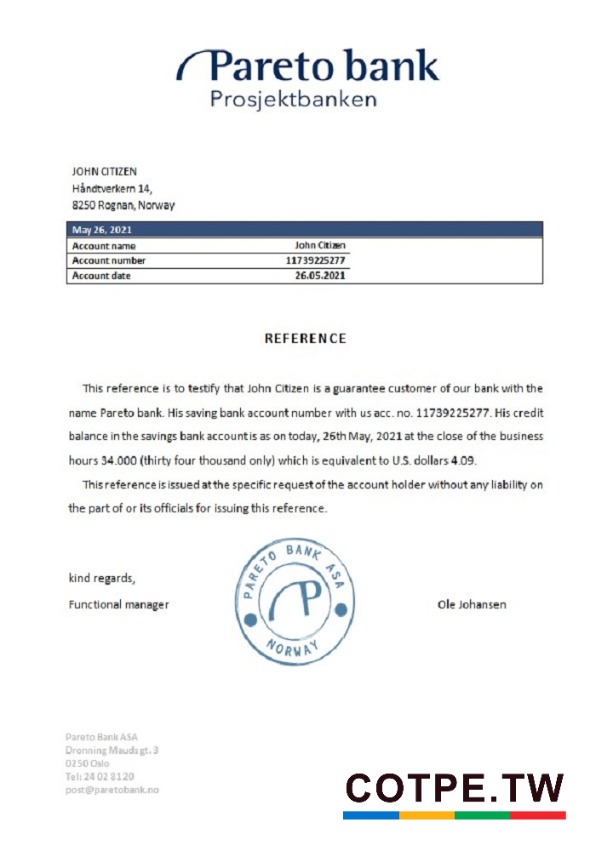 Pareto bank
Prosjektbanken
JOHN CITIZEN
Håndtverkern 14,
8250 Rognan, Norway
May 26, 2021
Account name John Citizen
Account number 11739225277
Account date 26.05.2021
REFERENCE
This reference is to testify that John Citizen is a guarantee customer of our bank with the
name Pareto bank. His saving bank account number with us acc. no. 11739225277. His credit
balance in the savings bank account is as on today, 26th May, 2021 at the close of the business
hours 34.000 (thirty four thousand only) which is equivalent to U.S. dollars 4.09.
This reference is issued at the specific request of the account holder without any liability on
the part of or its officials for issuing this reference.
kind regards,
Functional manager
PARETO BANK ASA
P
NORWAY
Ole Johansen
Pareto Bank ASA
Dronning Mauds gt. 3
0250 Oslo
Tel: 24 02 8120
post@paretobank.no
COTPE.TW